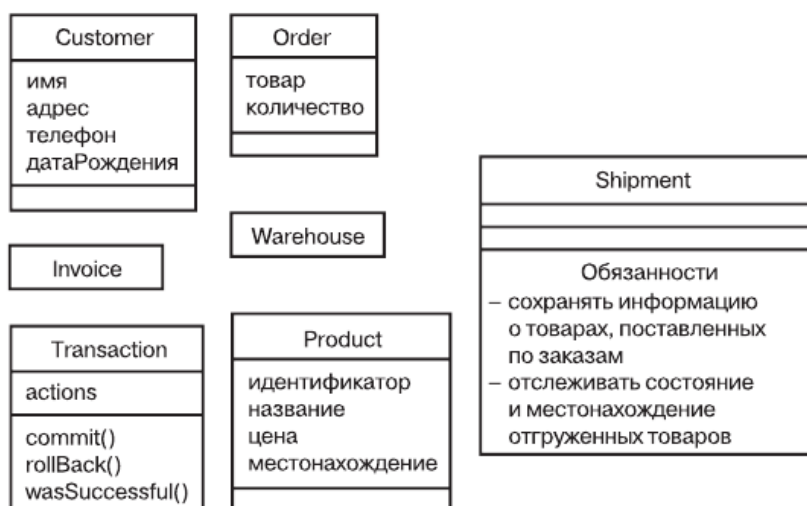 Customer
имя
адрес
телефон
датаРождения
Order
товар
количество
Invoice
Warehouse
Shipment
Обязанности
– сохранять информацию
о товарах, поставленных
по заказам
– отслеживать состояние
и местонахождение
отгруженных товаров
Transaction
actions
commit()
rollBack()
wasSuccessful()
Product
идентификатор
название
цена
местонахождение